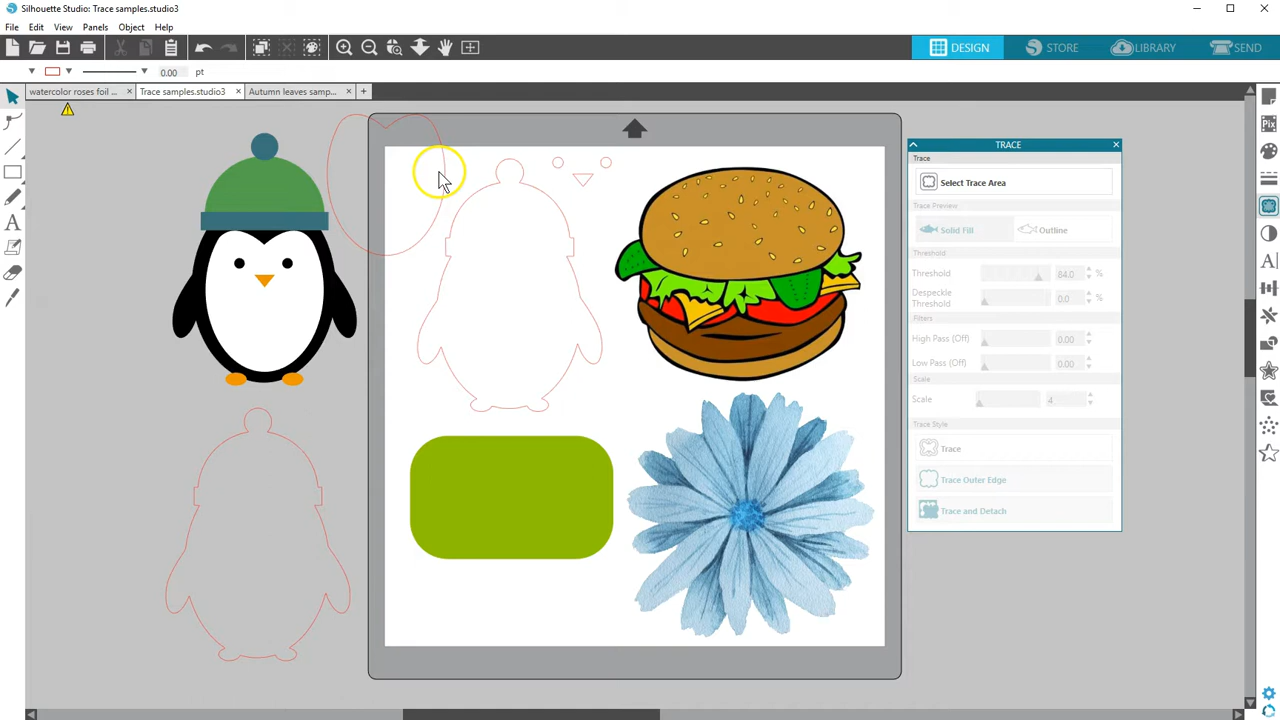 Silhouette Studio: Trace samples.studio3
File Edit View Panels Object Help
DESIGN STORE LIBRARY SEND
0.00 pt
watercolor roses foil ... × Trace samples.studio3 × Autumn leaves samp... × +
TRACE
Trace
Select Trace Area
Trace Preview
Solid Fill Outline
Threshold
Threshold 84.0 %
Despeckle Threshold 0.0 %
Filters
High Pass (Off) 0.00
Low Pass (Off) 0.00
Scale
Scale 4
Trace Style
Trace
Trace Outer Edge
Trace and Detach
Pix
A
A